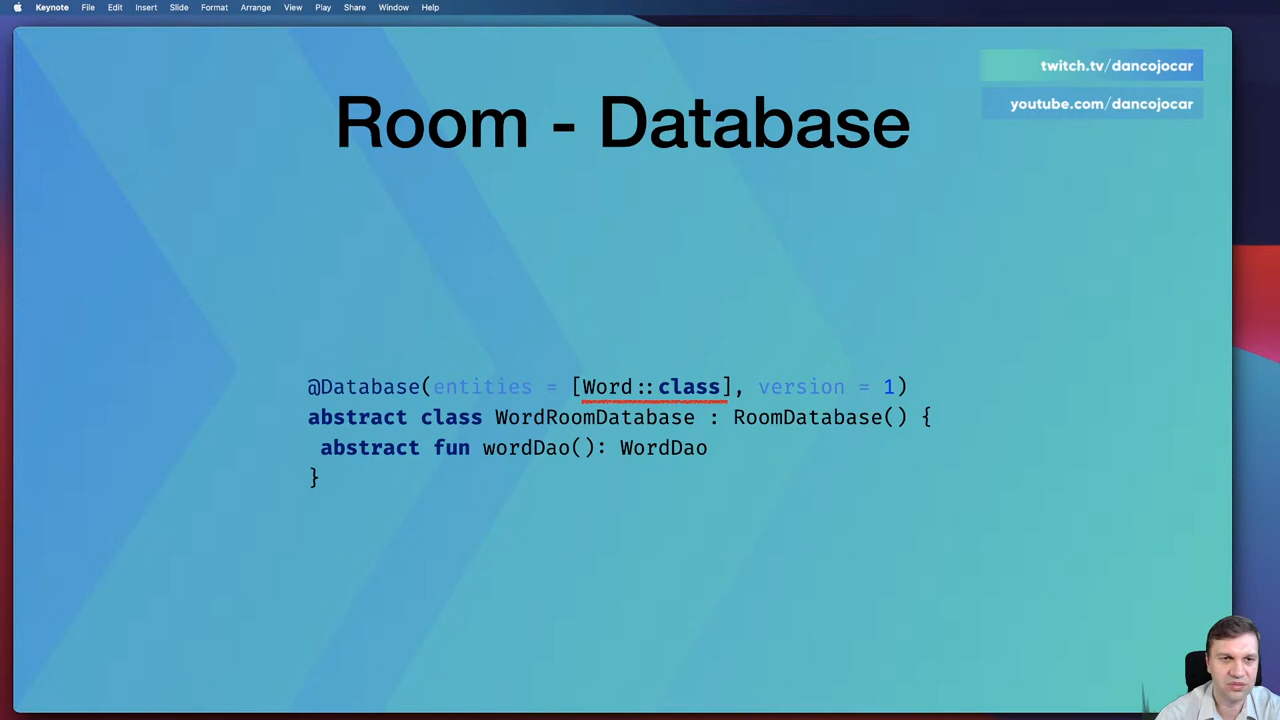 Keynote File Edit Insert Slide Format Arrange View Play Share Window Help
twitch.tv/dancojocar
youtube.com/dancojocar
Room - Database
@Database(entities = [Word::class], version = 1)
abstract class WordRoomDatabase : RoomDatabase() {
abstract fun wordDao(): WordDao
}